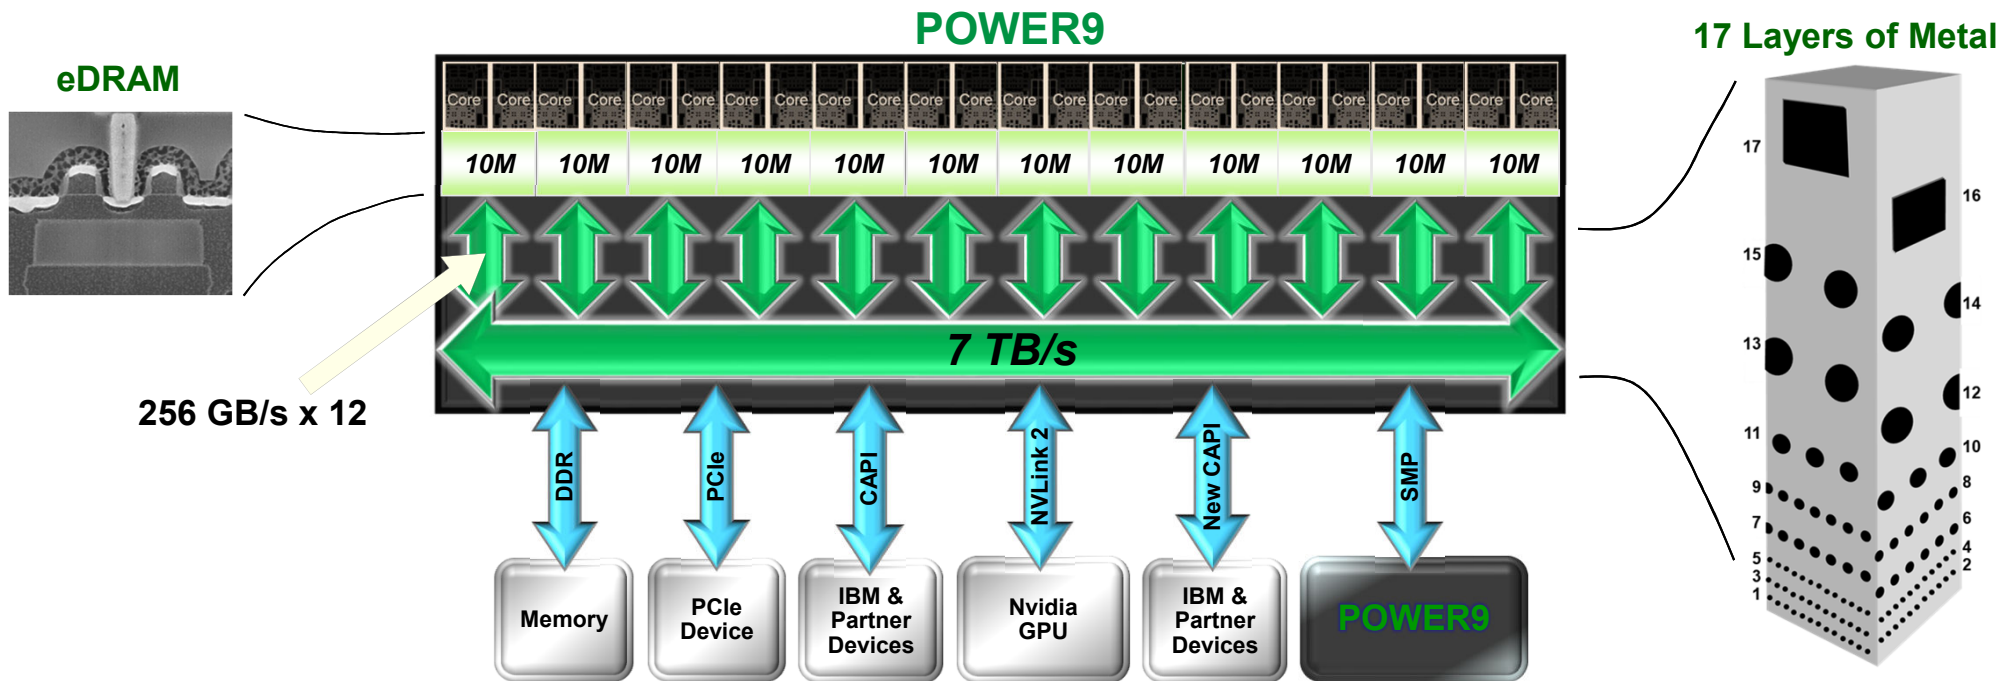 POWER9
17 Layers of Metal
eDRAM
Core Core Core Core Core Core Core Core Core Core Core Core Core Core Core Core Core Core Core Core Core Core Core Core
10M 10M 10M 10M 10M 10M 10M 10M 10M 10M 10M 10M
7 TB/s
256 GB/s x 12
DDR
PCIe
CAPI
NVLink 2
New CAPI
SMP
Memory
PCIe
Device
IBM &
Partner
Devices
Nvidia
GPU
IBM &
Partner
Devices
POWER9
17
16
15
14
13
12
11
10
9
8
7
6
5
4
3
2
1